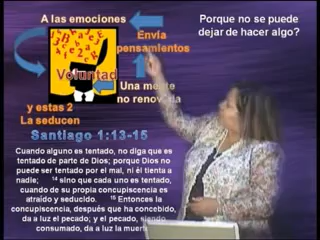 A las emociones
Envía
pensamientos
Porque no se puede
dejar de hacer algo?
Voluntad
Una mente
no renovada
y estas 2
La seducen
Santiago 1:13-15
Cuando alguno es tentado, no diga que es
tentado de parte de Dios; porque Dios no
puede ser tentado por el mal, ni él tienta a
nadie; 14 sino que cada uno es tentado,
cuando de su propia concupiscencia es
atraído y seducido. 15 Entonces la
concupiscencia, después que ha concebido,
da a luz el pecado; y el pecado, siendo
consumado, da a luz la muerte